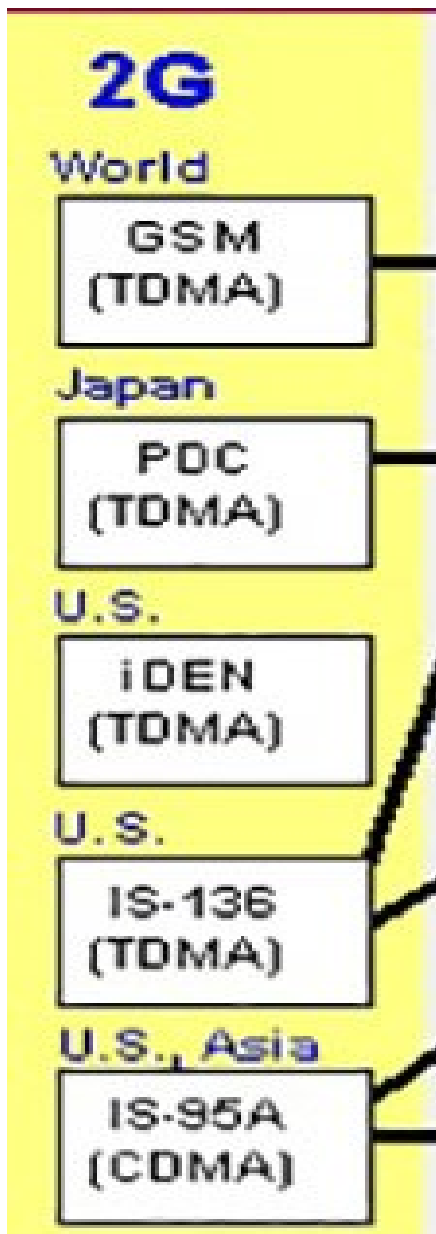 2G
World
GSM
(TDMA)
Japan
PDC
(TDMA)
U.S.
iDEN
(TDMA)
U.S.
IS-136
(TDMA)
U.S., Asia
IS-95A
(CDMA)